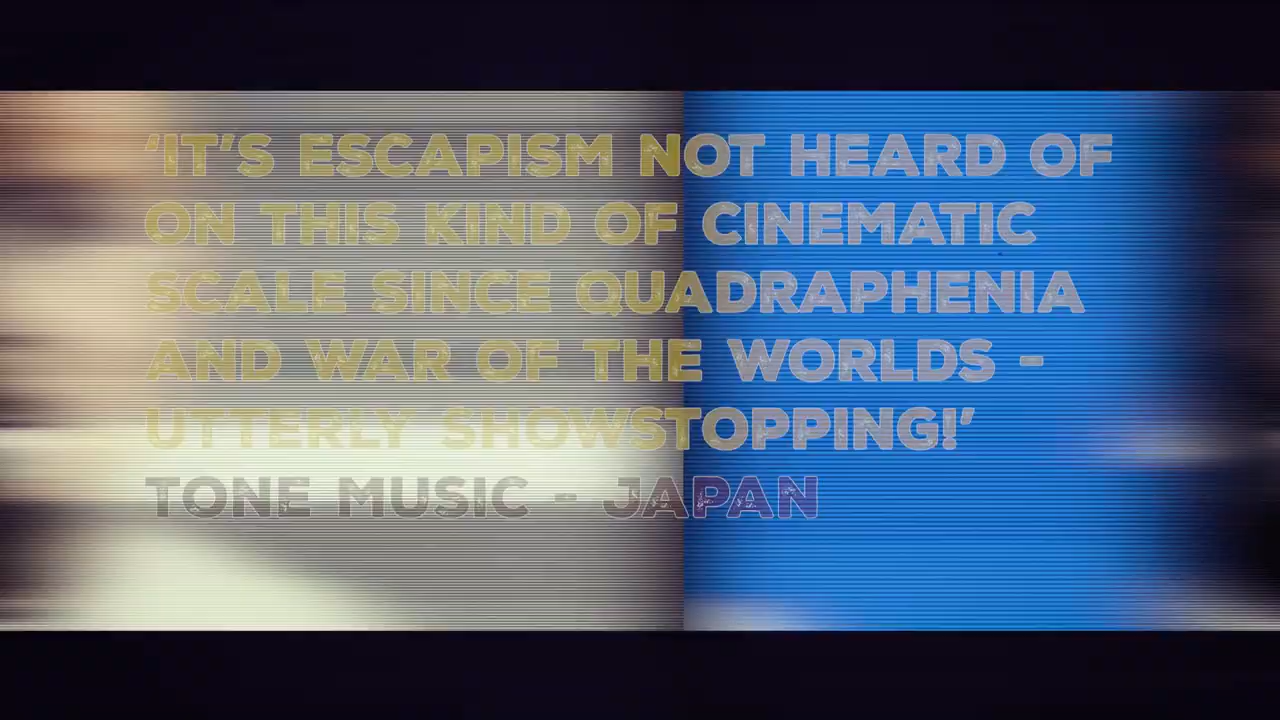 ‘IT’S ESCAPISM NOT HEARD OF
ON THIS KIND OF CINEMATIC
SCALE SINCE QUADRAPHENIA
AND WAR OF THE WORLDS -
UTTERLY SHOWSTOPPING!’
TONE MUSIC - JAPAN